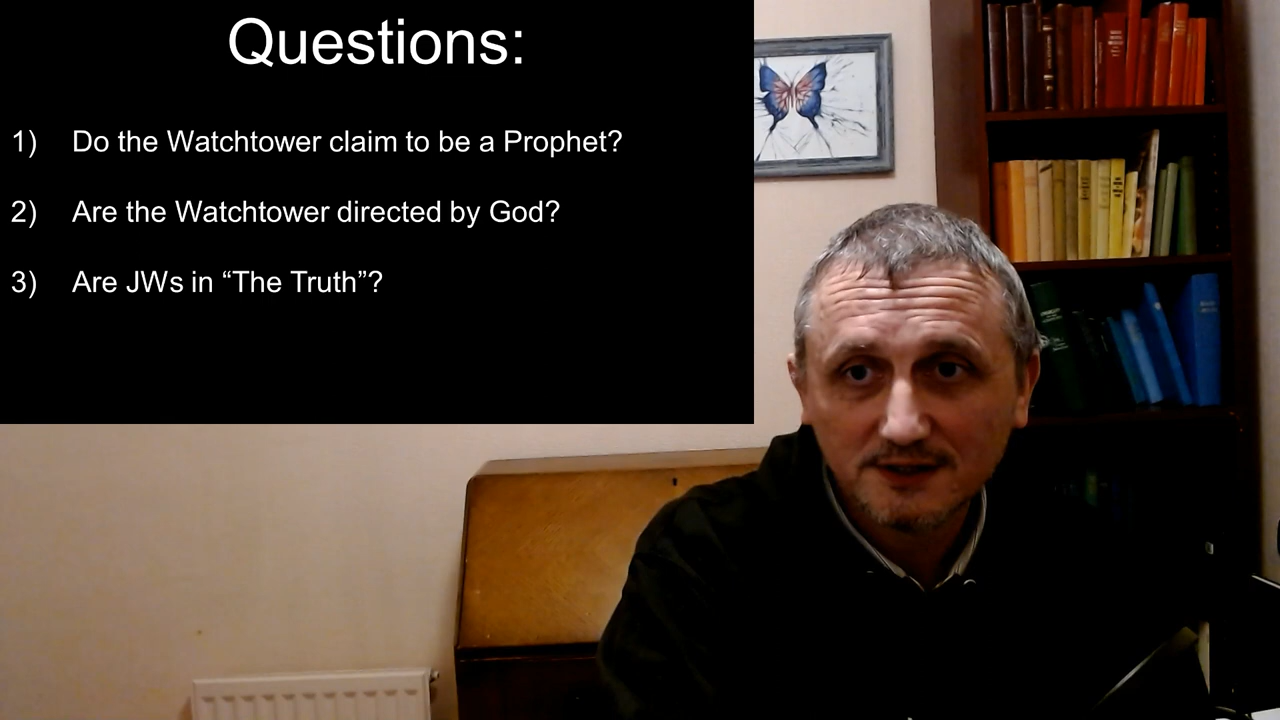 Questions:
1) Do the Watchtower claim to be a Prophet?
2) Are the Watchtower directed by God?
3) Are JWs in “The Truth”?